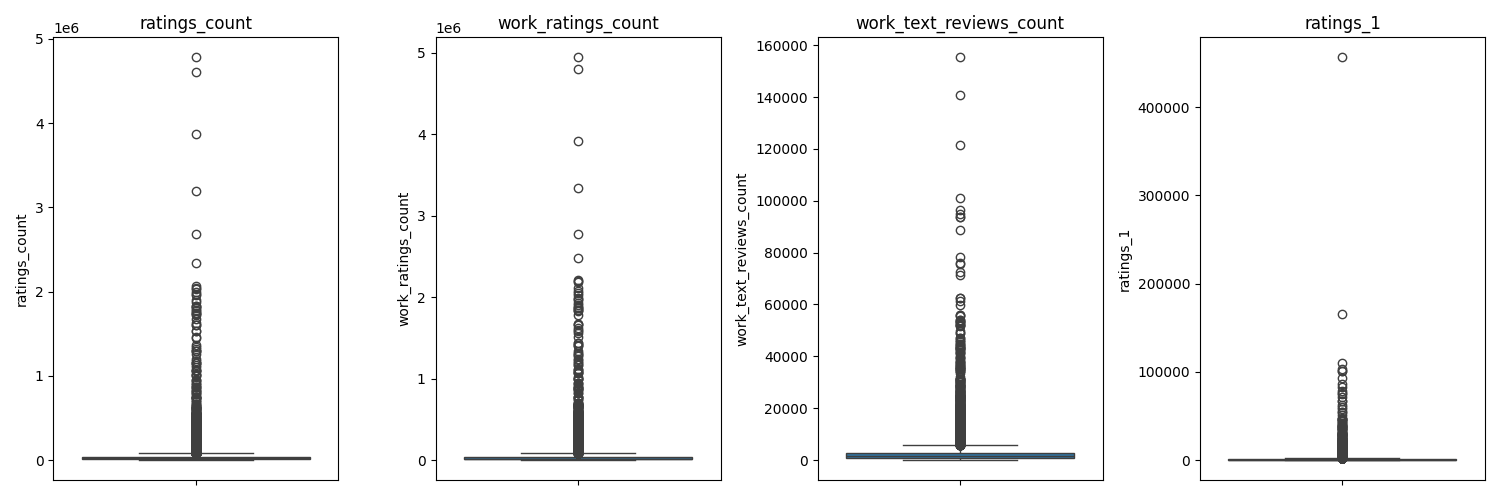 ratings_count
1e6
5
4
3
2
1
0
ratings_count
work_ratings_count
1e6
5
4
3
2
1
0
work_ratings_count
work_text_reviews_count
160000
140000
120000
100000
80000
60000
40000
20000
0
work_text_reviews_count
ratings_1
400000
300000
200000
100000
0
ratings_1